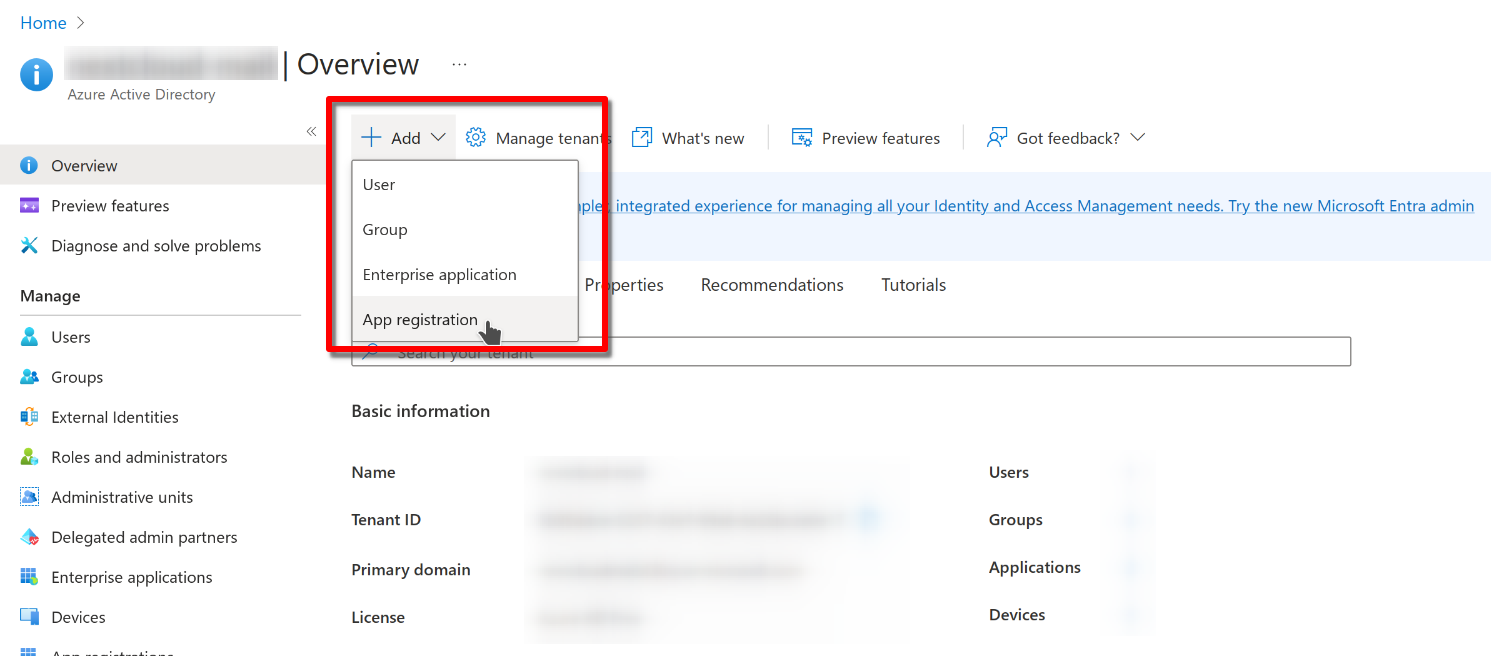 Home
| Overview ...
Azure Active Directory
«
Add
Manage tenants
What's new
Preview features
Got feedback?
User
Group
Enterprise application
App registration
integrated experience for managing all your Identity and Access Management needs. Try the new Microsoft Entra admin
Properties
Recommendations
Tutorials
Search your tenant
Overview
Preview features
Diagnose and solve problems
Manage
Users
Groups
External Identities
Roles and administrators
Administrative units
Delegated admin partners
Enterprise applications
Devices
App registrations
Basic information
Name
Tenant ID
Primary domain
License
Users
Groups
Applications
Devices